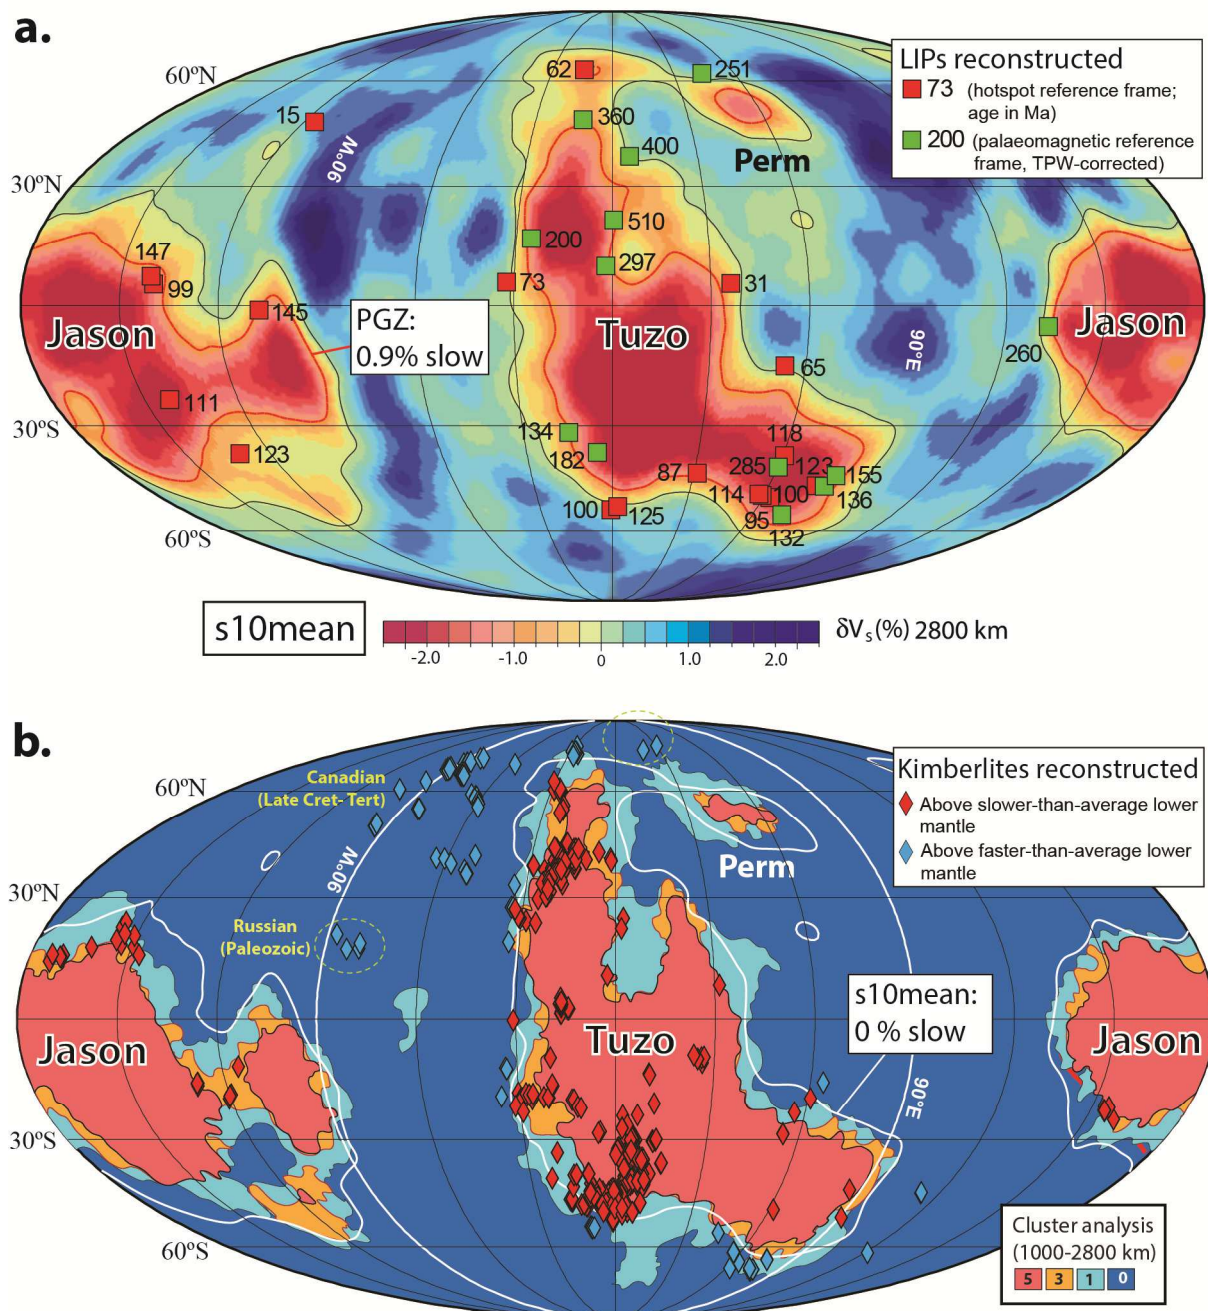 a.
LIPs reconstructed
73 (hotspot reference frame;
age in Ma)
200 (palaeomagnetic reference
frame, TPW-corrected)
60ºN
30ºN
30ºS
60ºS
62
251
15
360
400
90°W
Perm
510
200
297
147
99
73
31
145
PGZ:
0.9% slow
Jason
Tuzo
Jason
260
90°E
65
111
134
118
123
182
87
285
123
155
114
100
136
100
125
95
132
s10mean
-2.0
-1.0
0
1.0
2.0
δVs(%) 2800 km
b.
Kimberlites reconstructed
Above slower-than-average lower
mantle
Above faster-than-average lower
mantle
60ºN
Canadian
(Late Cret- Tert)
90°W
Perm
30ºN
Russian
(Paleozoic)
s10mean:
0 % slow
Jason
Tuzo
Jason
90°E
30ºS
60ºS
Cluster analysis
(1000-2800 km)
5 3 1 0